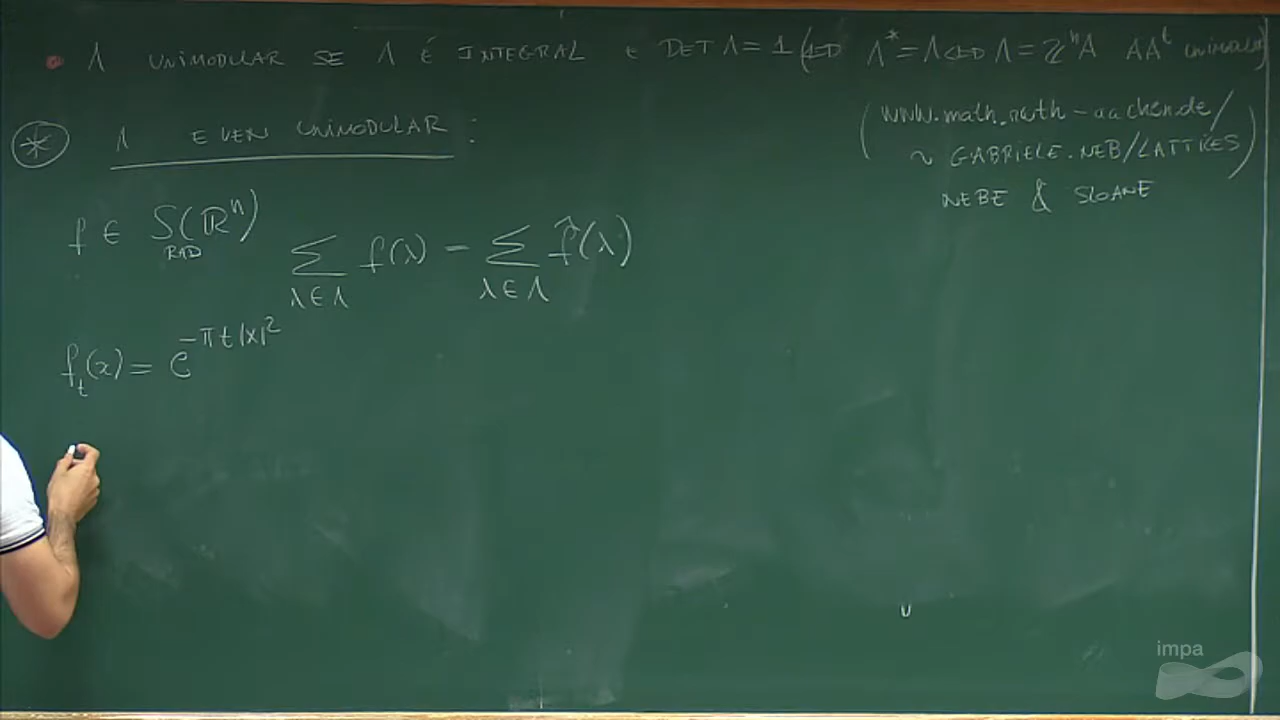 • Λ UNIMODULAR SE Λ É INTEGRAL E DET Λ = 1 (⇔ Λ* = Λ ⇔ Λ = ℤⁿA AAᵗ UNIMODULAR)
(www.math.rwth-aachen.de/
~ GABRIELE.NEBE/LATTICES)
NEBE & SLOANE
* Λ EVEN UNIMODULAR :
f ∈ S_RAD(ℝⁿ) ∑_{λ∈Λ} f(λ) = ∑_{λ∈Λ} f̂(λ)
f_t(x) = e^{-πt|x|²}
impa